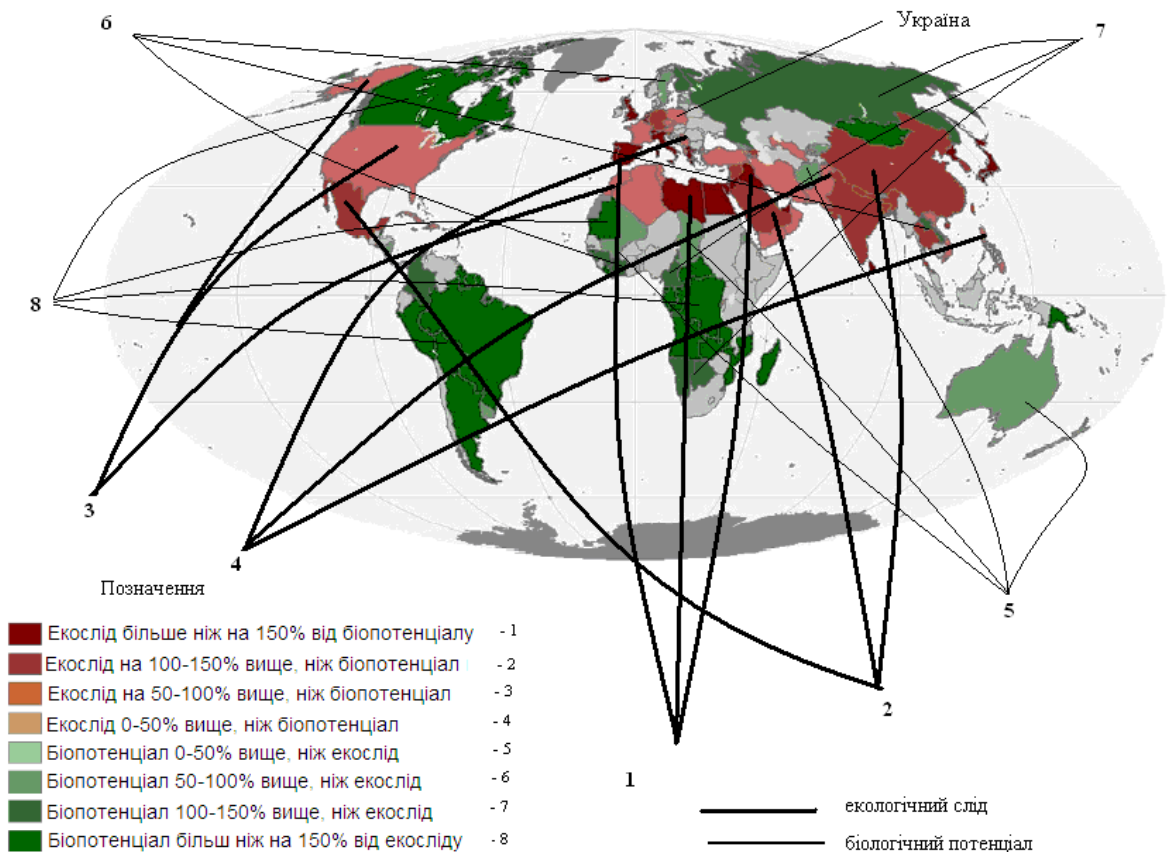 6
Україна
7
8
3
4
5
2
1
Позначення
Екослід більше ніж на 150% від біопотенціалу - 1
Екослід на 100-150% вище, ніж біопотенціал - 2
Екослід на 50-100% вище, ніж біопотенціал - 3
Екослід 0-50% вище, ніж біопотенціал - 4
Біопотенціал 0-50% вище, ніж екослід - 5
Біопотенціал 50-100% вище, ніж екослід - 6
Біопотенціал 100-150% вище, ніж екослід - 7
Біопотенціал більш ніж на 150% від екосліду - 8
екологічний слід
біологічний потенціал